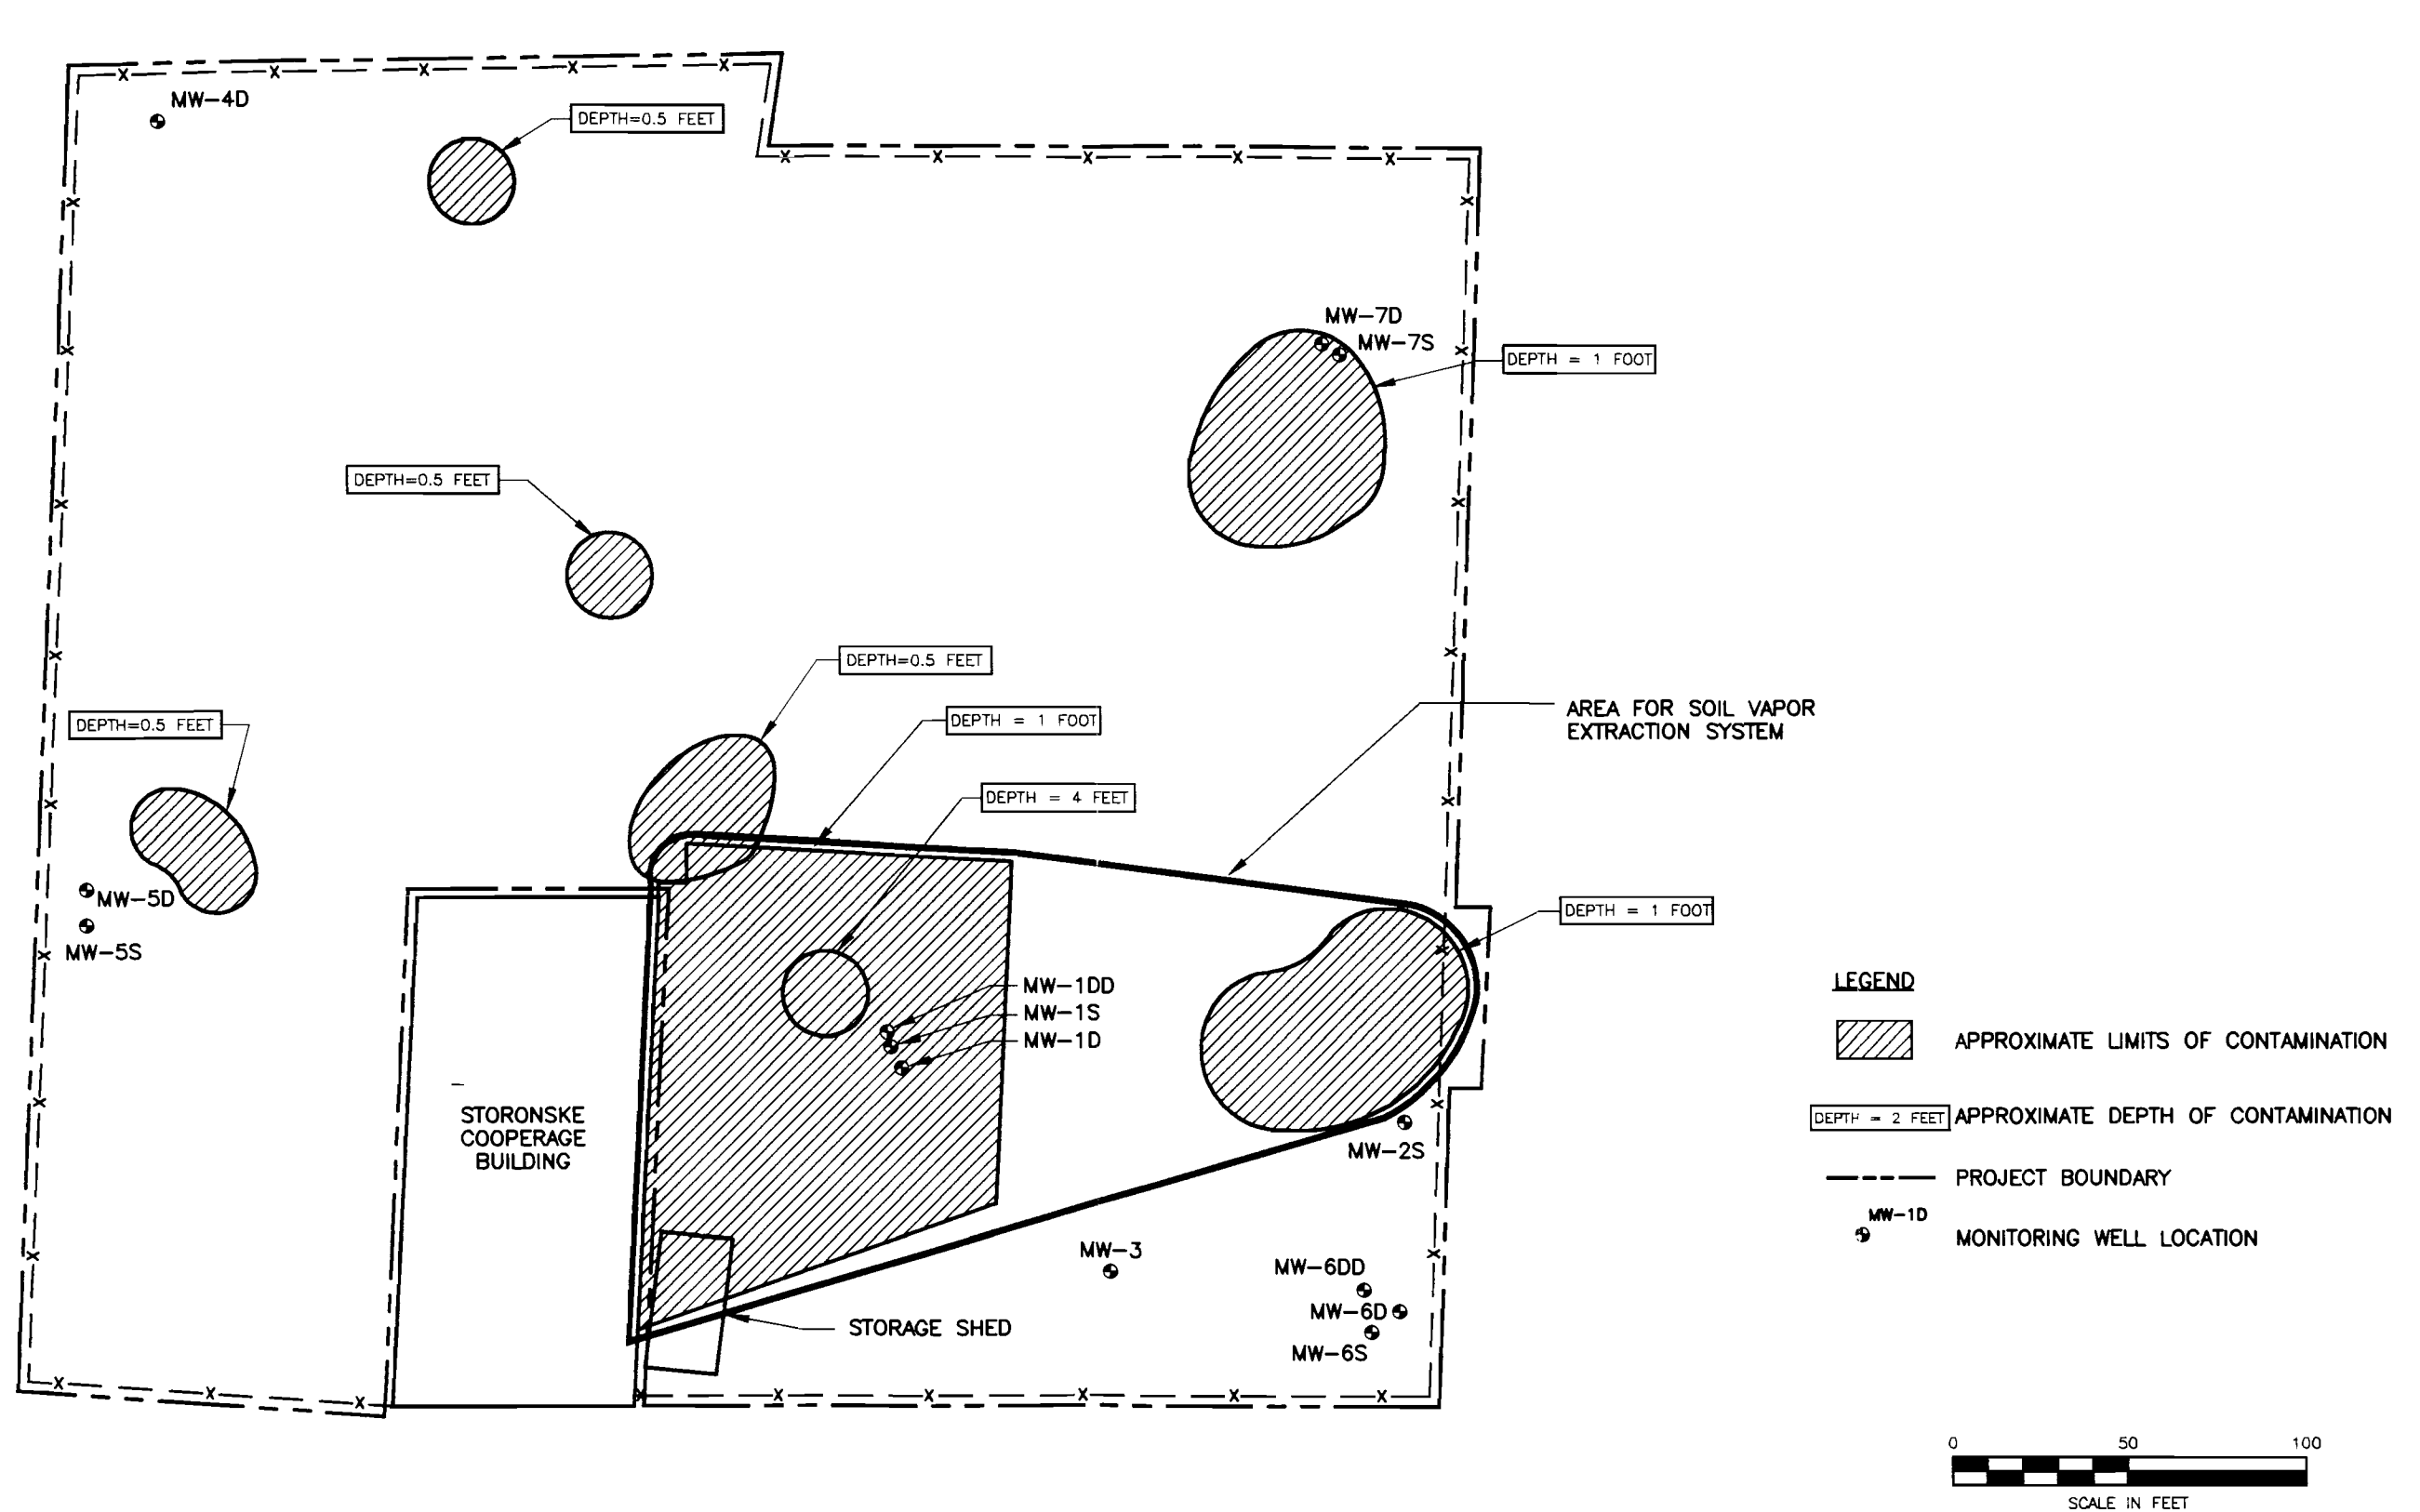 MW-4D
DEPTH=0.5 FEET
MW-7D
MW-7S
DEPTH = 1 FOOT
DEPTH=0.5 FEET
DEPTH=0.5 FEET
DEPTH=0.5 FEET
DEPTH = 1 FOOT
AREA FOR SOIL VAPOR
EXTRACTION SYSTEM
DEPTH = 4 FEET
MW-5D
MW-5S
DEPTH = 1 FOOT
MW-1DD
MW-1S
MW-1D
STORONSKE
COOPERAGE
BUILDING
MW-2S
MW-3
MW-6DD
MW-6D
MW-6S
STORAGE SHED
LEGEND
APPROXIMATE LIMITS OF CONTAMINATION
DEPTH = 2 FEET APPROXIMATE DEPTH OF CONTAMINATION
PROJECT BOUNDARY
MW-1D
MONITORING WELL LOCATION
0 50 100
SCALE IN FEET